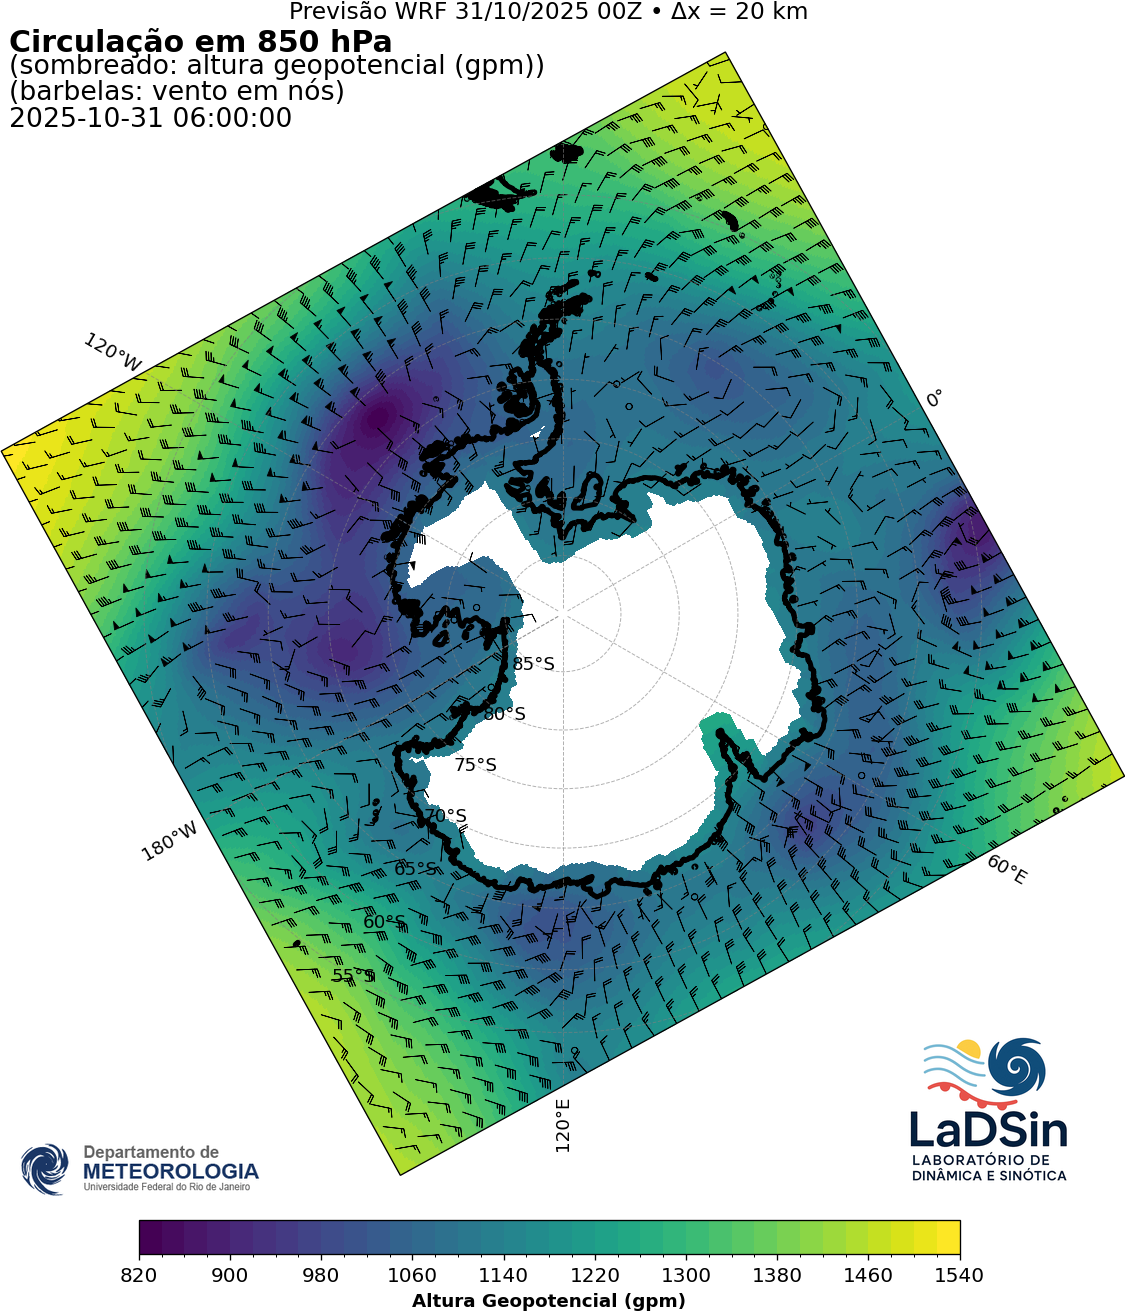 Previsão WRF 31/10/2025 00Z • Δx = 20 km
Circulação em 850 hPa
(sombreado: altura geopotencial (gpm))
(barbelas: vento em nós)
2025-10-31 06:00:00
120°W
0°
85°S
80°S
75°S
70°S
180°W
65°S
60°E
60°S
55°S
120°E
LaDSin
LABORATÓRIO DE
DINÂMICA E SINÓTICA
Departamento de
METEOROLOGIA
Universidade Federal do Rio de Janeiro
820 900 980 1060 1140 1220 1300 1380 1460 1540
Altura Geopotencial (gpm)